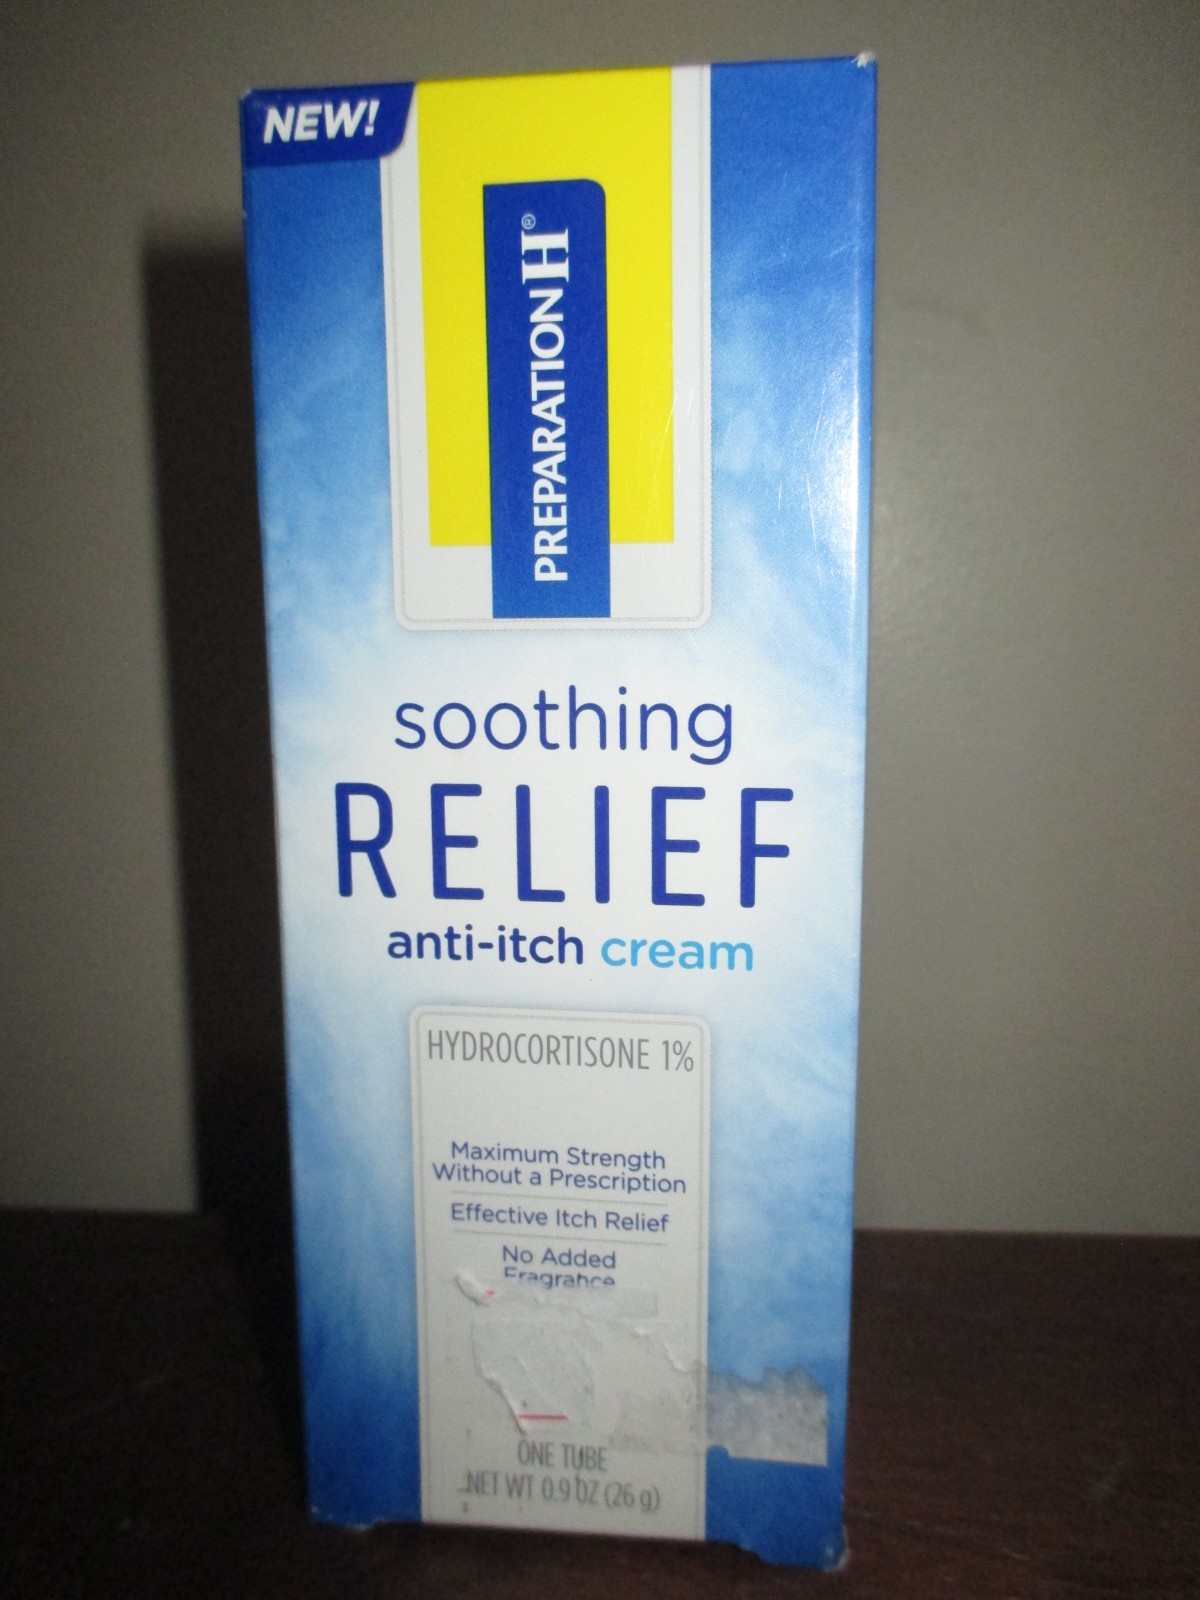 NEW!
PREPARATION H®
soothing
RELIEF
anti-itch cream
HYDROCORTISONE 1%
Maximum Strength
Without a Prescription
Effective Itch Relief
No Added
Fragrance
ONE TUBE
NET WT 0.9 OZ (26 g)